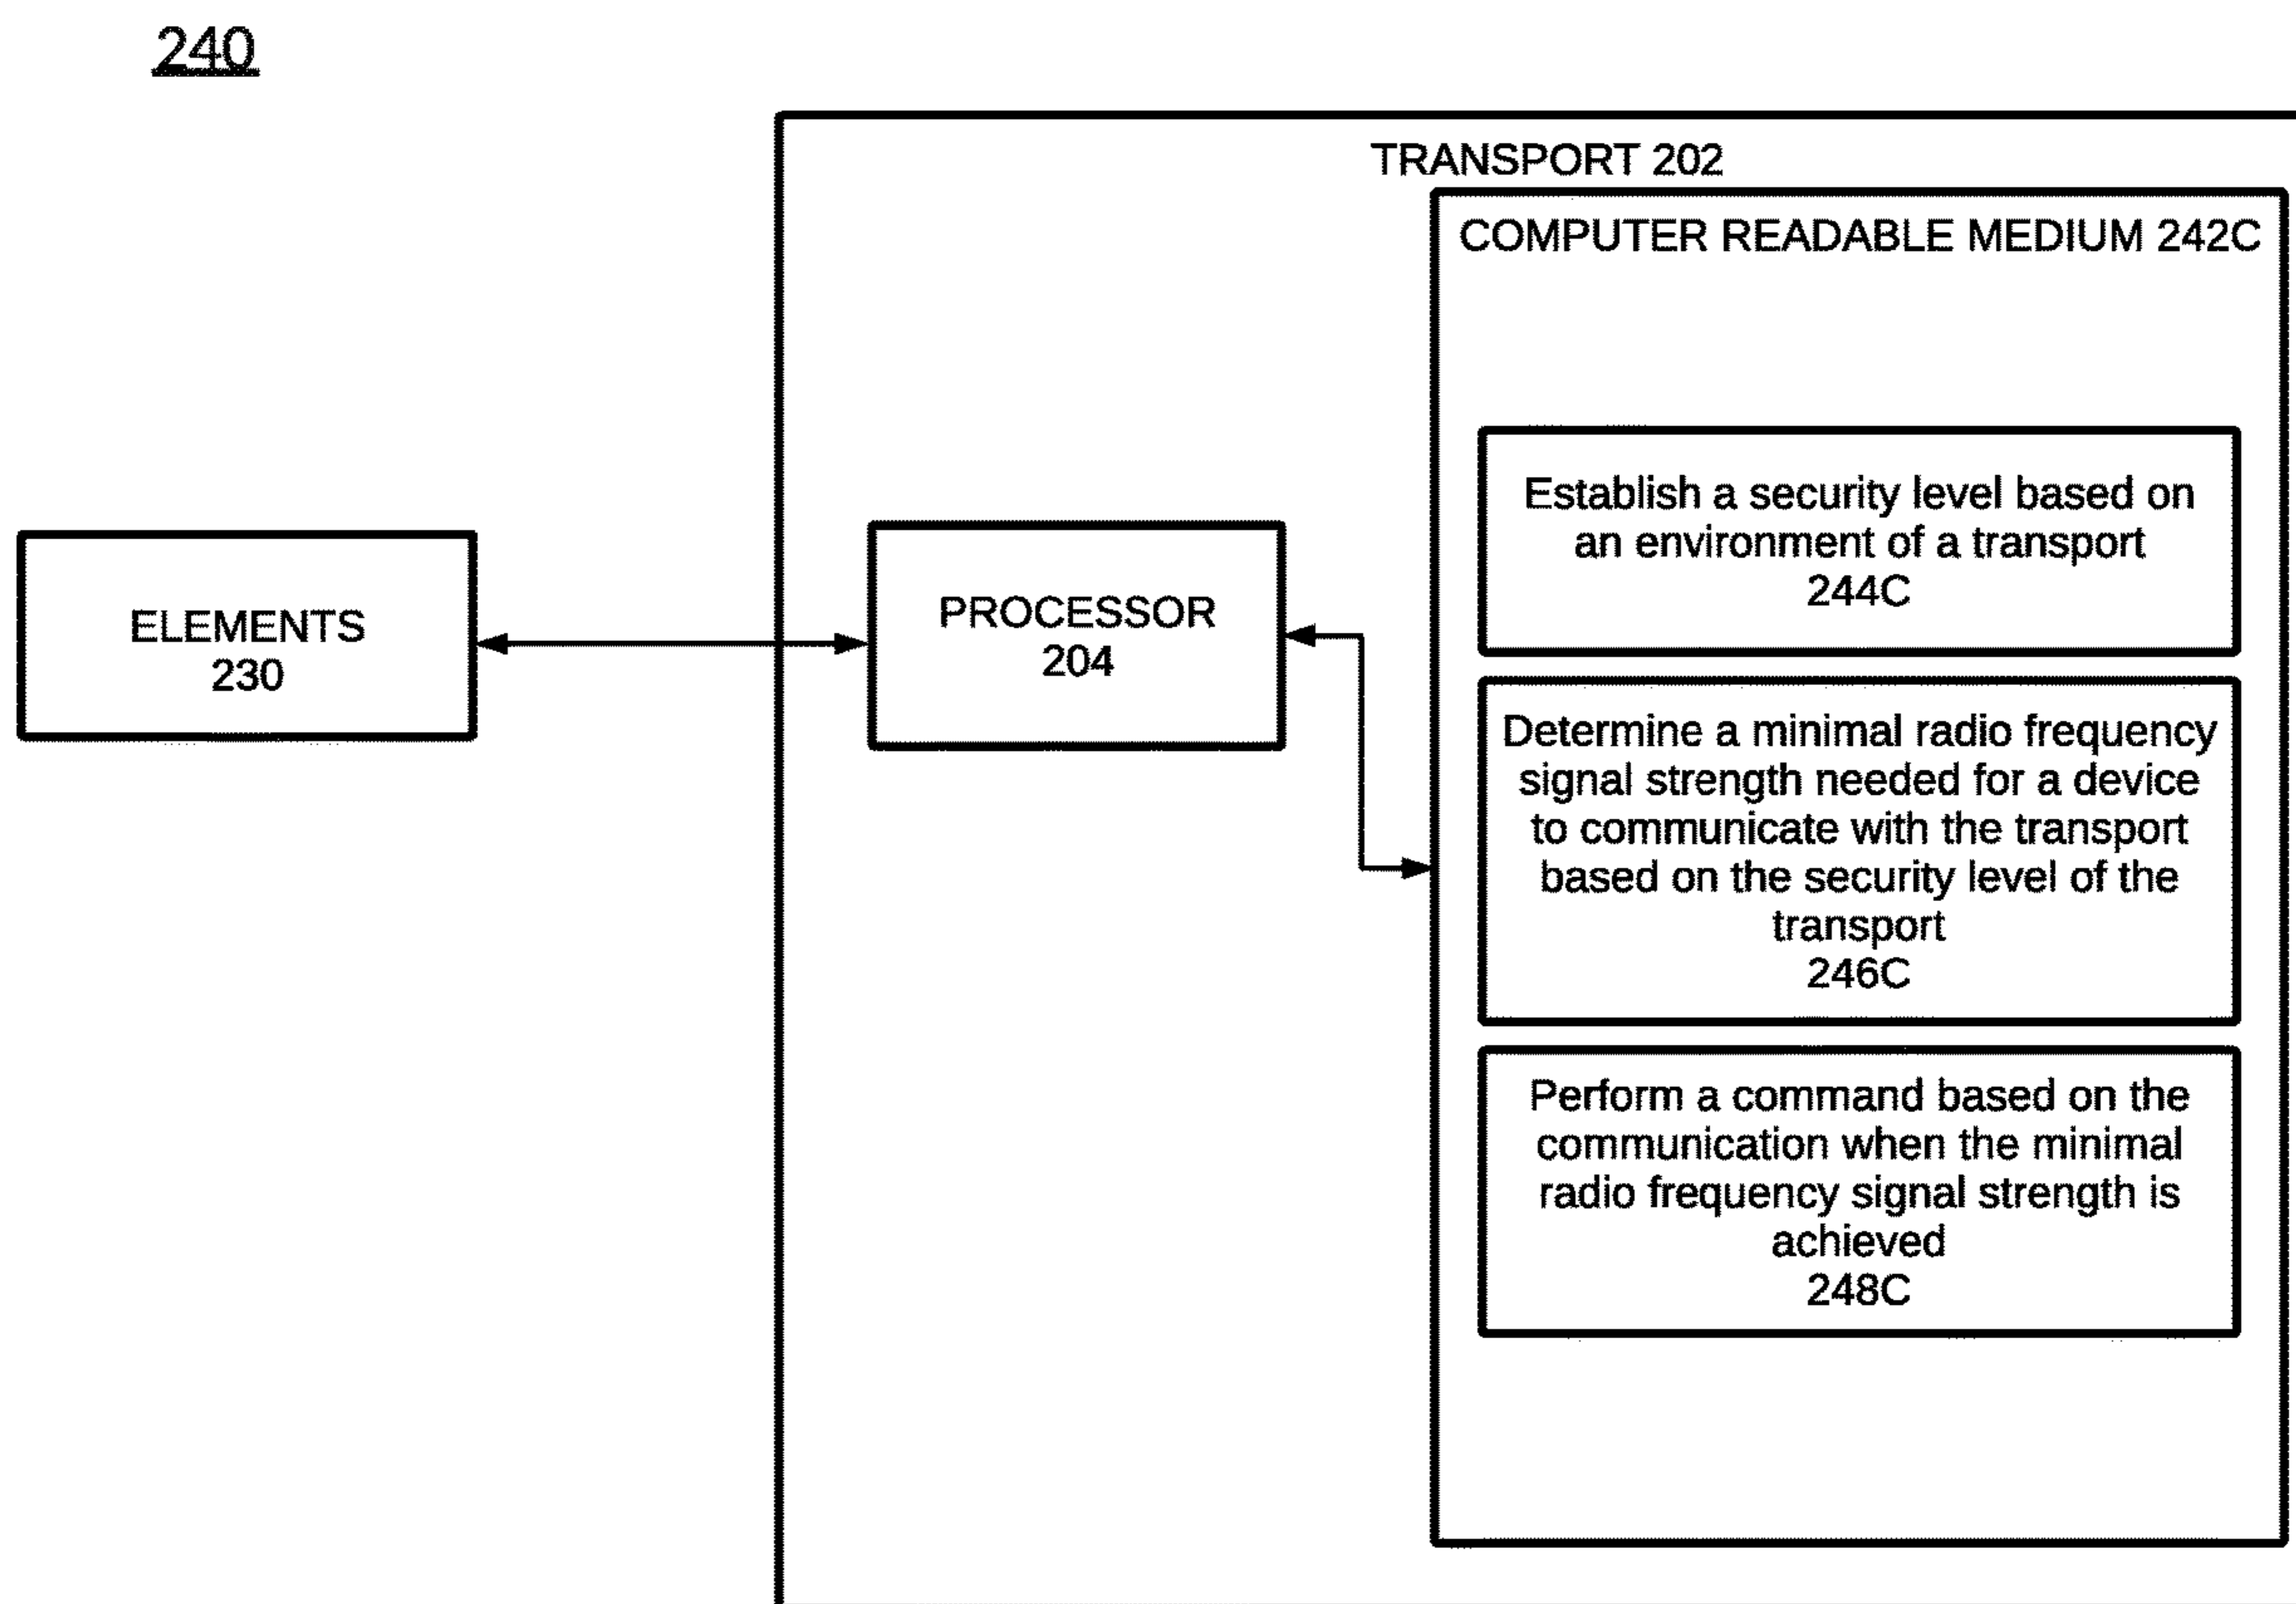 240
TRANSPORT 202
COMPUTER READABLE MEDIUM 242C
ELEMENTS
230
PROCESSOR
204
Establish a security level based on
an environment of a transport
244C
Determine a minimal radio frequency
signal strength needed for a device
to communicate with the transport
based on the security level of the
transport
246C
Perform a command based on the
communication when the minimal
radio frequency signal strength is
achieved
248C